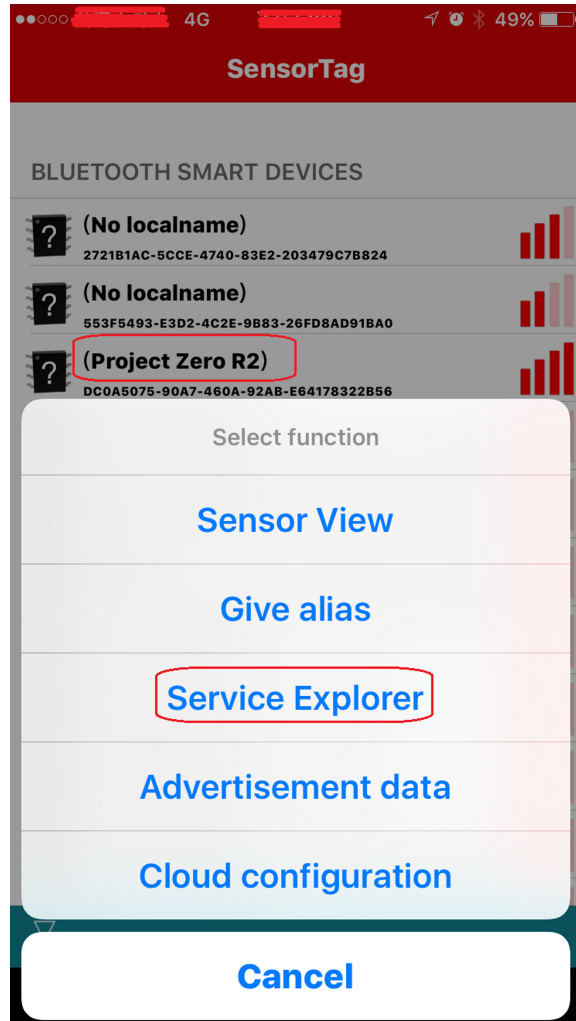 4G 49%
SensorTag
BLUETOOTH SMART DEVICES
(No localname)
2721B1AC-5CCE-4740-83E2-203479C7B824
(No localname)
553F5493-E3D2-4C2E-9B83-26FD8AD91BA0
(Project Zero R2)
DC0A5075-90A7-460A-92AB-E64178322B56
Select function
Sensor View
Give alias
Service Explorer
Advertisement data
Cloud configuration
Cancel